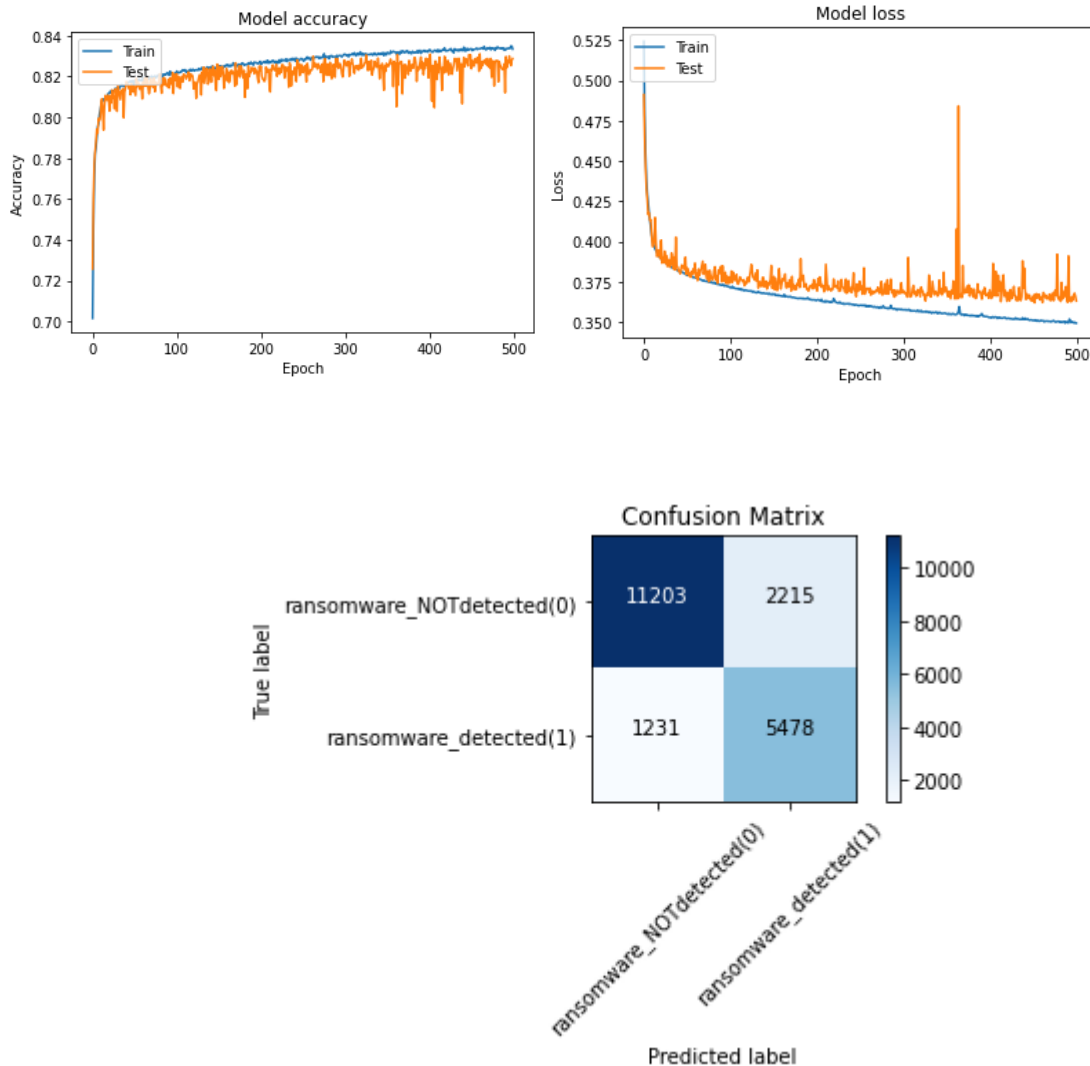 Model accuracy
0.84
0.82
0.80
0.78
0.76
0.74
0.72
0.70
Accuracy
Train
Test
0 100 200 300 400 500
Epoch
Model loss
0.525
0.500
0.475
0.450
0.425
0.400
0.375
0.350
Loss
Train
Test
0 100 200 300 400 500
Epoch
Confusion Matrix
True label
ransomware_NOTdetected(0)
11203 2215
ransomware_detected(1)
1231 5478
10000
8000
6000
4000
2000
ransomware_NOTdetected(0)
ransomware_detected(1)
Predicted label